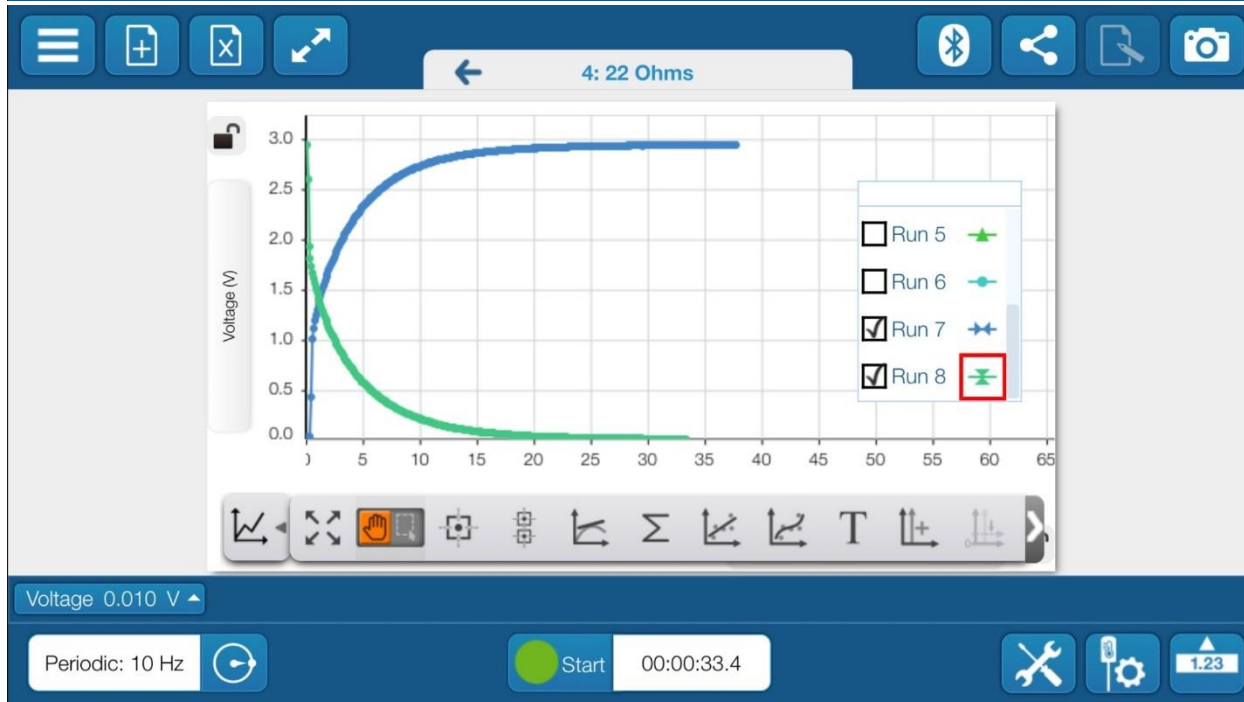 4: 22 Ohms
Voltage (V)
3.0
2.5
2.0
1.5
1.0
0.5
0.0
5 10 15 20 25 30 35 40 45 50 55 60 65
Run 5
Run 6
Run 7
Run 8
Σ T
Voltage 0.010 V
Periodic: 10 Hz
Start 00:00:33.4
1.23